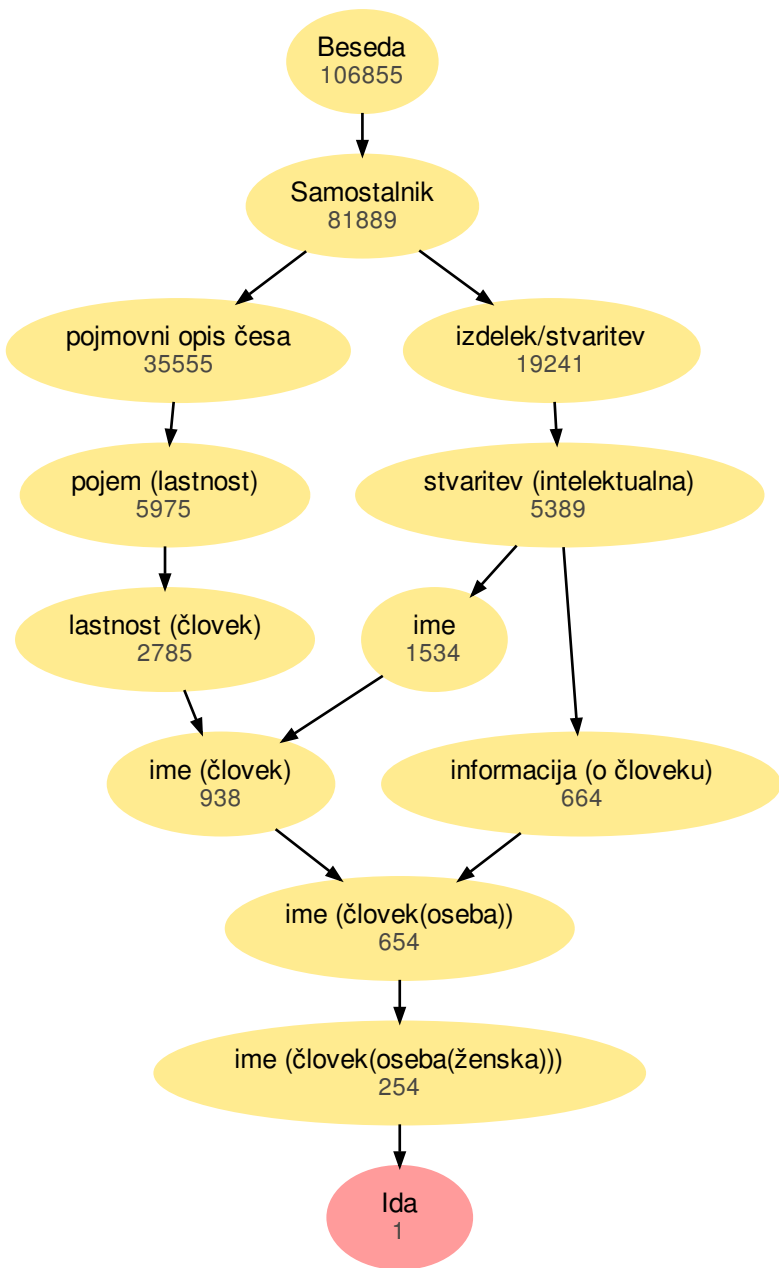 Beseda
106855
Samostalnik
81889
pojmovni opis česa
35555
izdelek/stvaritev
19241
pojem (lastnost)
5975
stvaritev (intelektualna)
5389
lastnost (človek)
2785
ime
1534
ime (človek)
938
informacija (o človeku)
664
ime (človek(oseba))
654
ime (človek(oseba(ženska)))
254
Ida
1